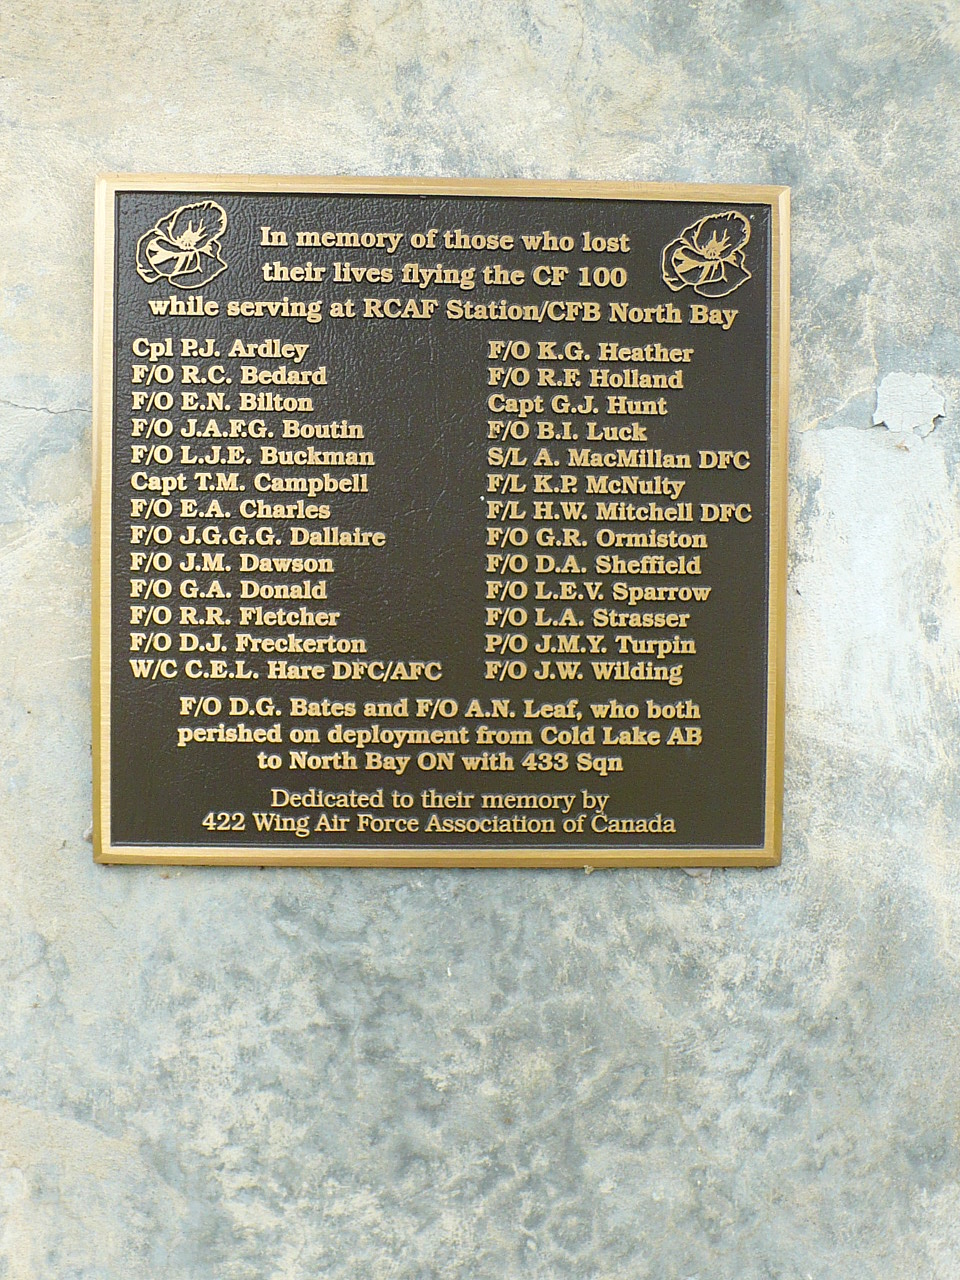 In memory of those who lost
their lives flying the CF 100
while serving at RCAF Station/CFB North Bay
Cpl P.J. Ardley
F/O R.C. Bedard
F/O E.N. Bilton
F/O J.A.F.G. Boutin
F/O L.J.E. Buckman
Capt T.M. Campbell
F/O E.A. Charles
F/O J.G.G.G. Dallaire
F/O J.M. Dawson
F/O G.A. Donald
F/O R.R. Fletcher
F/O D.J. Freckerton
W/C C.E.L. Hare DFC/AFC
F/O K.G. Heather
F/O R.F. Holland
Capt G.J. Hunt
F/O B.I. Luck
S/L A. MacMillan DFC
F/L K.P. McNulty
F/L H.W. Mitchell DFC
F/O G.R. Ormiston
F/O D.A. Sheffield
F/O L.E.V. Sparrow
F/O L.A. Strasser
P/O J.M.Y. Turpin
F/O J.W. Wilding
F/O D.G. Bates and F/O A.N. Leaf, who both
perished on deployment from Cold Lake AB
to North Bay ON with 433 Sqn
Dedicated to their memory by
422 Wing Air Force Association of Canada